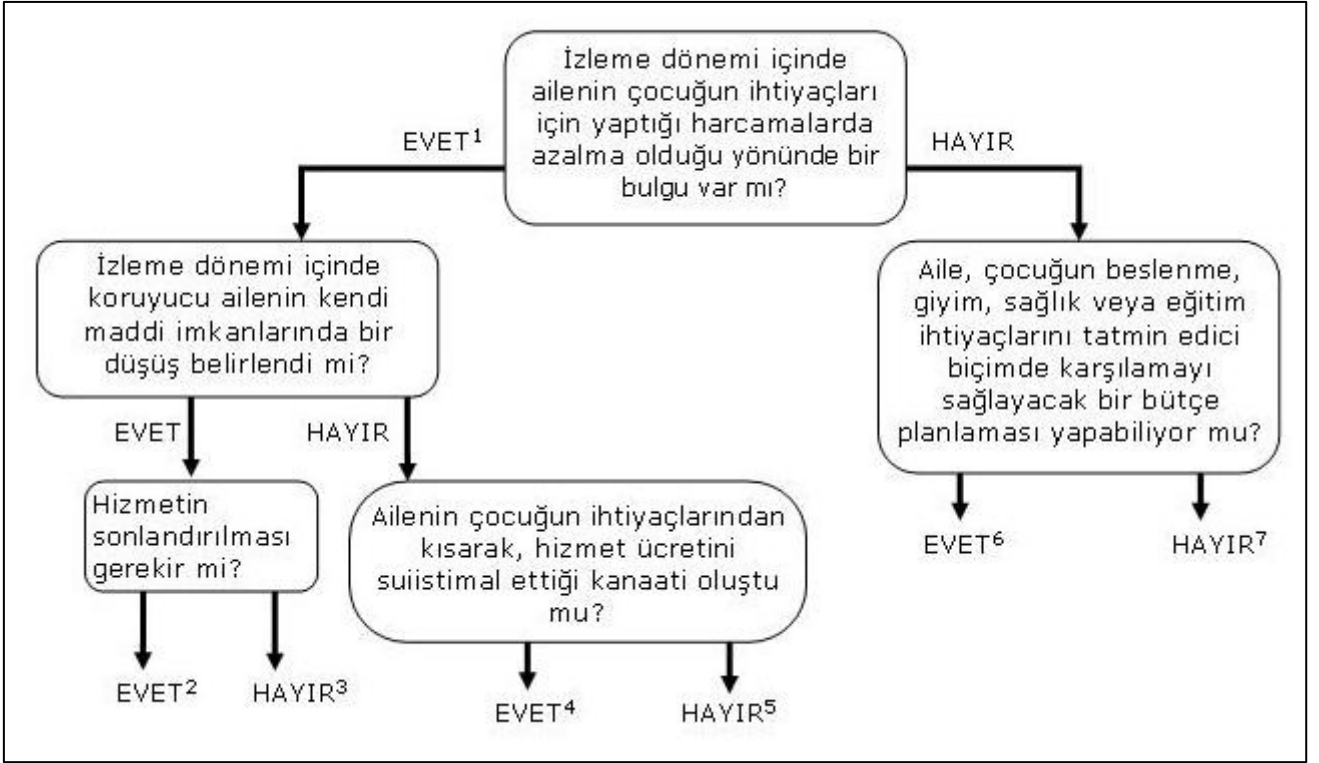 İzleme dönemi içinde
ailenin çocuğun ihtiyaçları
için yaptığı harcamalarda
azalma olduğu yönünde bir
bulgu var mı?
EVET¹
HAYIR
İzleme dönemi içinde
koruyucu ailenin kendi
maddi imkanlarında bir
düşüş belirlendi mi?
Aile, çocuğun beslenme,
giyim, sağlık veya eğitim
ihtiyaçlarını tatmin edici
biçimde karşılamayı
sağlayacak bir bütçe
planlaması yapabiliyor mu?
EVET
HAYIR
Hizmetin
sonlandırılması
gerekir mi?
Ailenin çocuğun ihtiyaçlarından
kısarak, hizmet ücretini
suiistimal ettiği kanaati oluştu
mu?
EVET⁶
HAYIR⁷
EVET²
HAYIR³
EVET⁴
HAYIR⁵